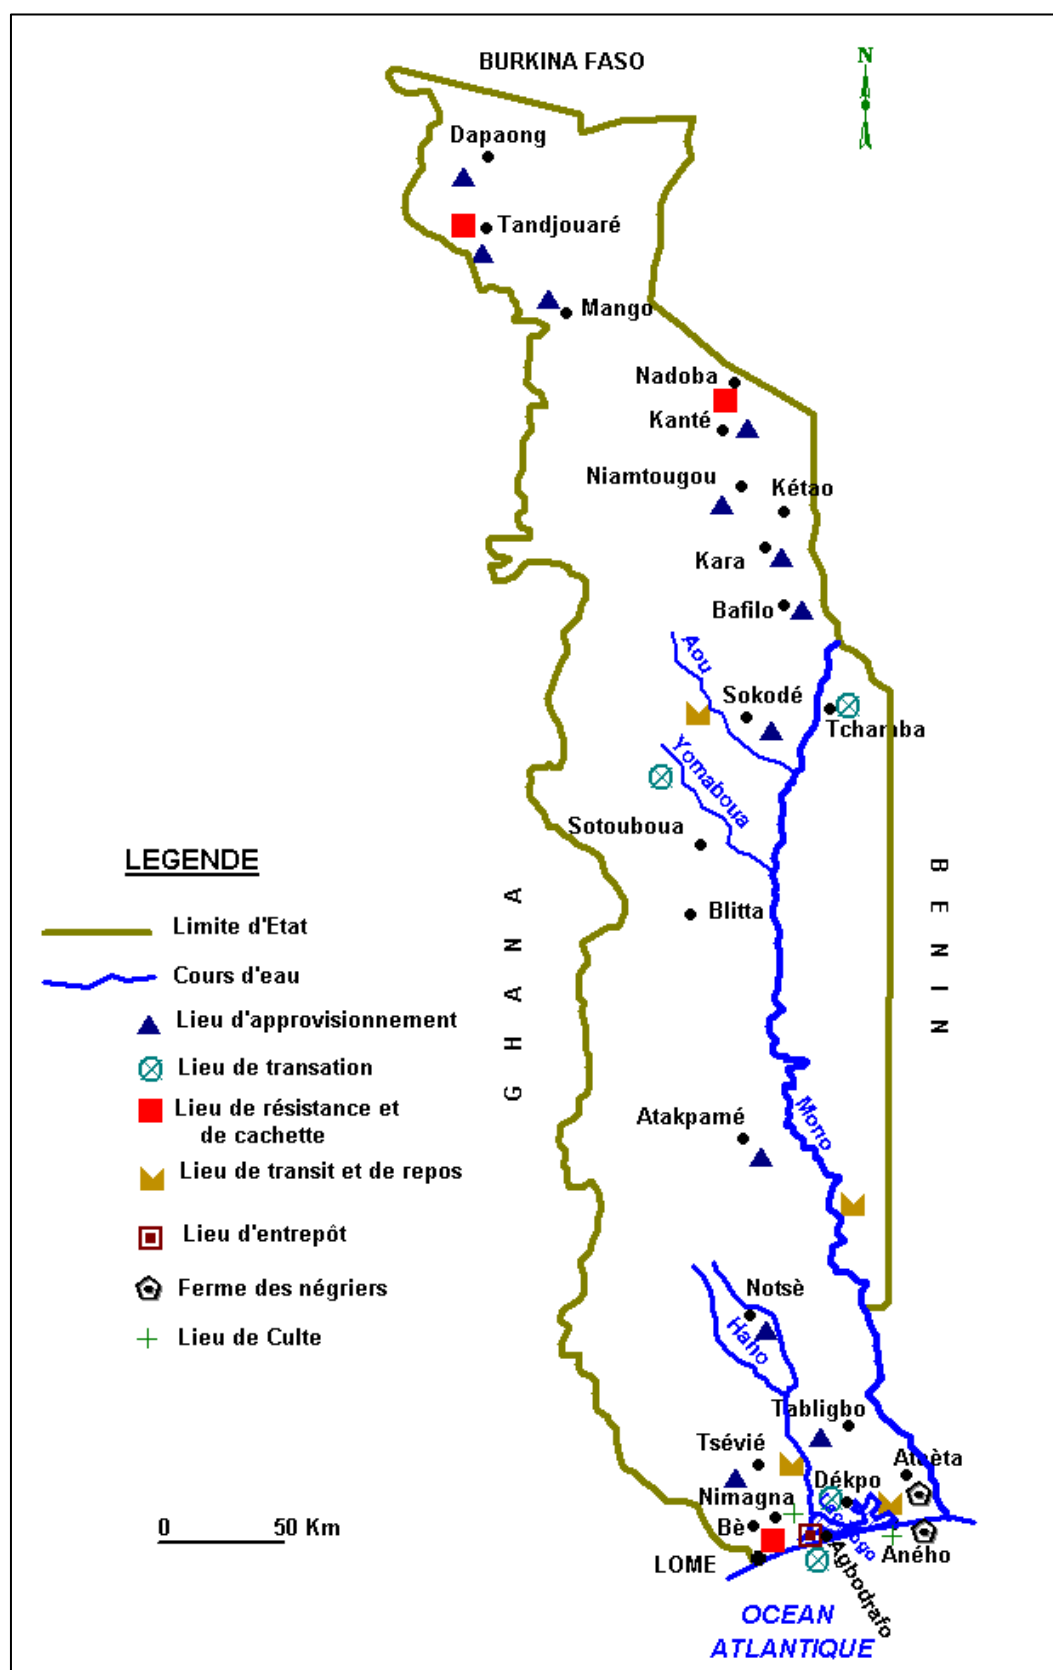 BURKINA FASO
N
Dapaong
Tandjouaré
Mango
Nadoba
Kanté
Niamtougou
Kétao
Kara
Bafilo
Aou
Sokodé
Tchamba
Yomaboua
Sotouboua
Blitta
GHANA
BENIN
LEGENDE
Limite d'Etat
Cours d'eau
Lieu d'approvisionnement
Lieu de transation
Lieu de résistance et
de cachette
Lieu de transit et de repos
Lieu d'entrepôt
Ferme des négriers
Lieu de Culte
Atakpamé
Mono
Notsè
Haho
Tabligbo
Tsévié
Atoèta
Dékpo
Nimagna
Bè
LOME
Agbodrafo
Aného
0 50 Km
OCEAN
ATLANTIQUE